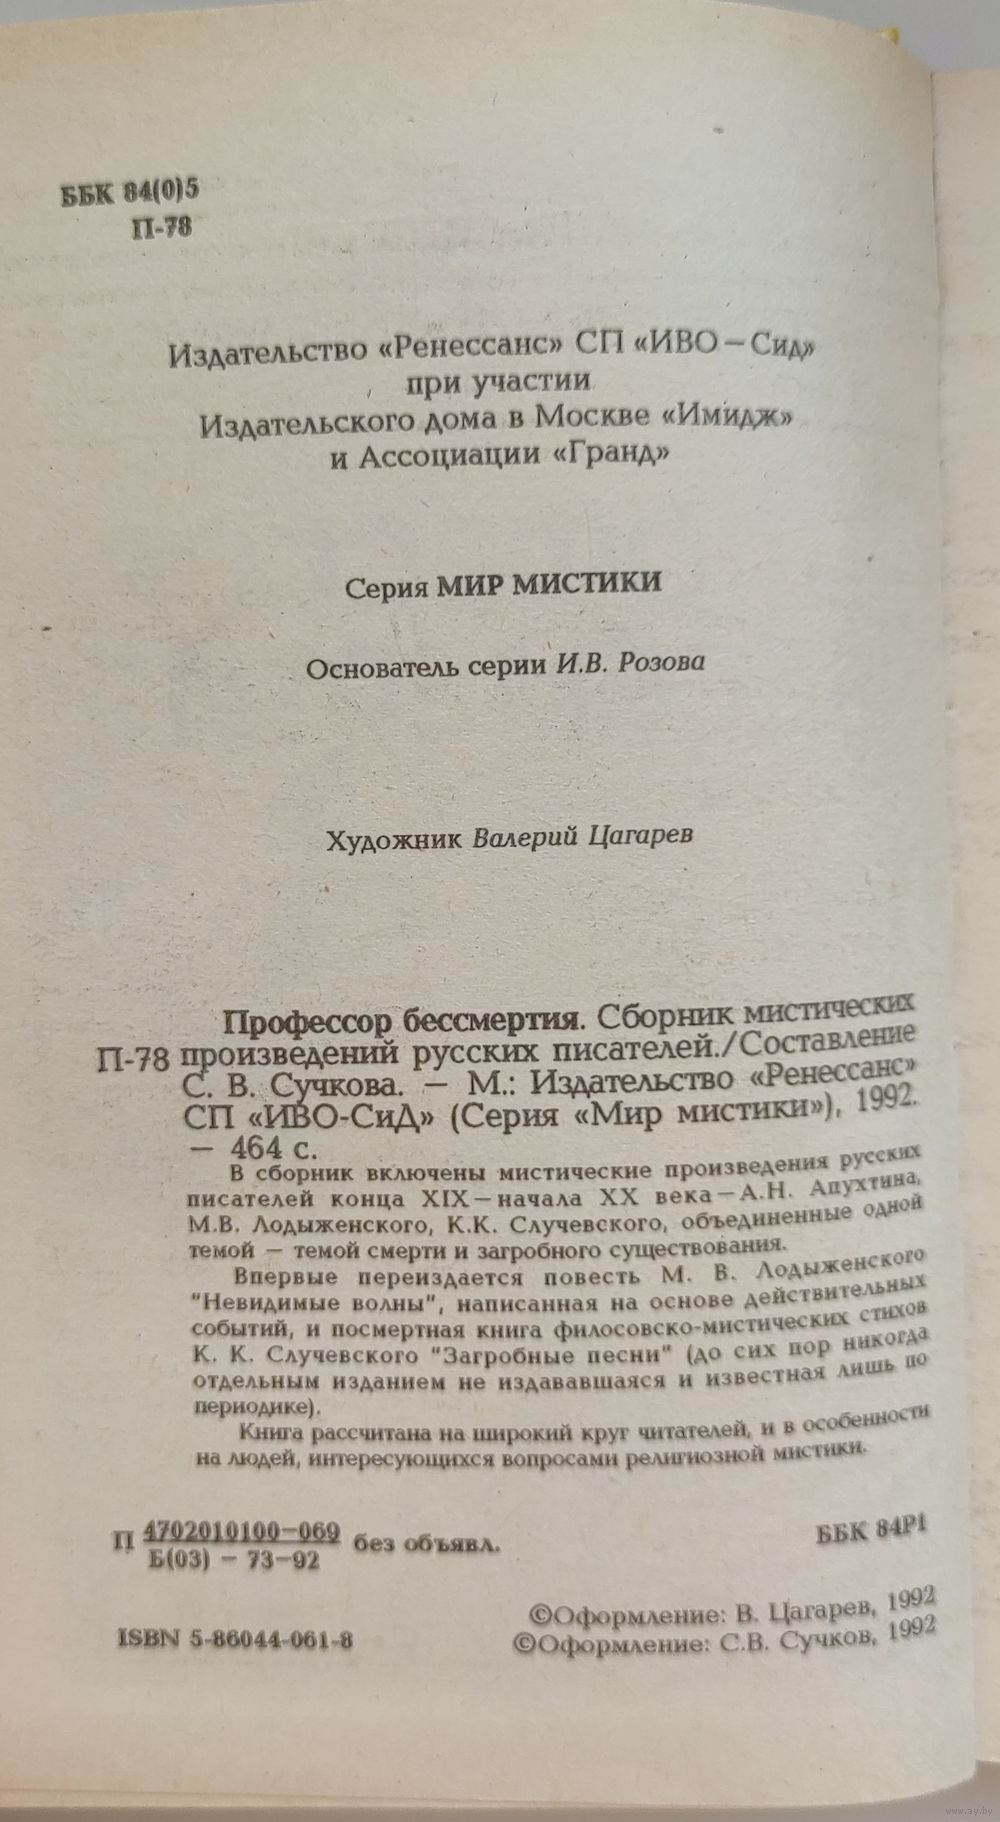 ББК 84(0)5
П-78
Издательство «Ренессанс» СП «ИВО—Сид»
при участии
Издательского дома в Москве «Имидж»
и Ассоциации «Гранд»
Серия МИР МИСТИКИ
Основатель серии И.В. Розова
Художник Валерий Цагарев
Профессор бессмертия. Сборник мистических
П-78 произведений русских писателей./Составление
С. В. Сучкова. — М.: Издательство «Ренессанс»
СП «ИВО-СиД» (Серия «Мир мистики»), 1992.
— 464 с.
В сборник включены мистические произведения русских
писателей конца XIX—начала XX века—А.Н. Апухтина,
М.В. Лодыженского, К.К. Случевского, объединенные одной
темой — темой смерти и загробного существования.
Впервые переиздается повесть М. В. Лодыженского
"Невидимые волны", написанная на основе действительных
событий, и посмертная книга филосовско-мистических стихов
К. К. Случевского "Загробные песни" (до сих пор никогда
отдельным изданием не издававшаяся и известная лишь по
периодике).
Книга рассчитана на широкий круг читателей, и в особенности
на людей, интересующихся вопросами религиозной мистики.
П 4702010100—069 без объявл.
Б(03) — 73—92
ББК 84Р1
©Оформление: В. Цагарев, 1992
ISBN 5-86044-061-8
©Оформление: С.В. Сучков, 1992
www.ay.by